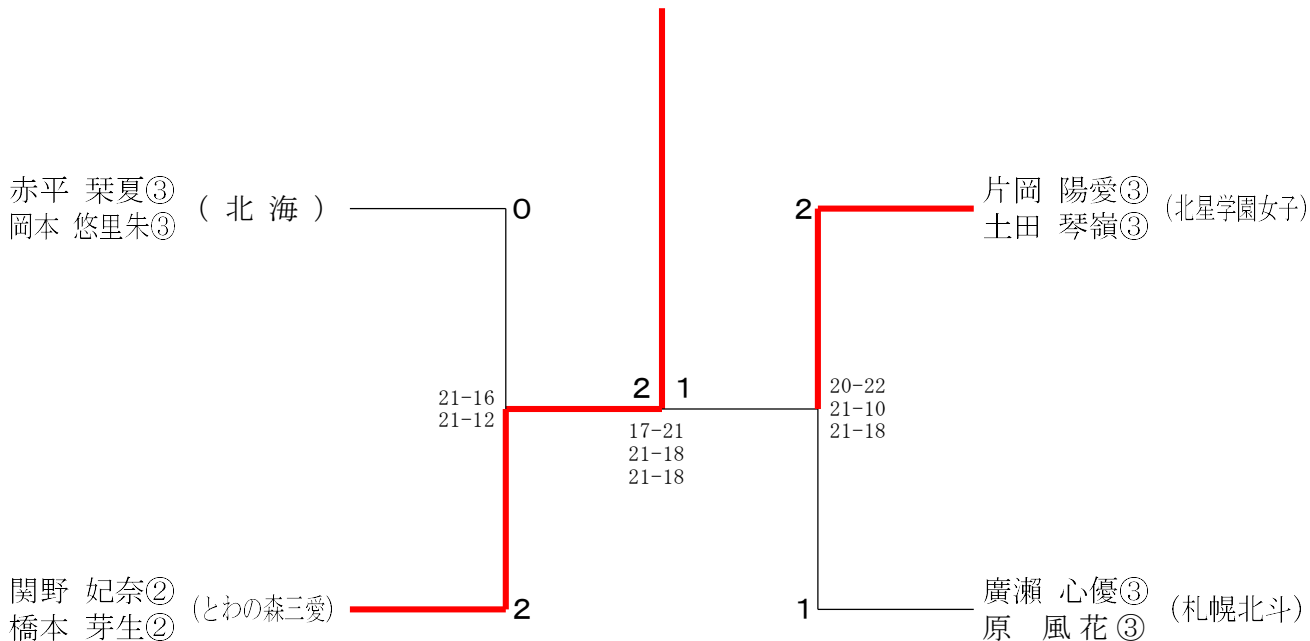 赤平 栞夏③
岡本 悠里朱③
(北海)
0
2
片岡 陽愛③
土田 琴嶺③
(北星学園女子)
21-16
21-12
2 1
17-21
21-18
21-18
20-22
21-10
21-18
関野 妃奈②
橋本 芽生②
(とわの森三愛)
2
1
廣瀬 心優③
原 風花③
(札幌北斗)